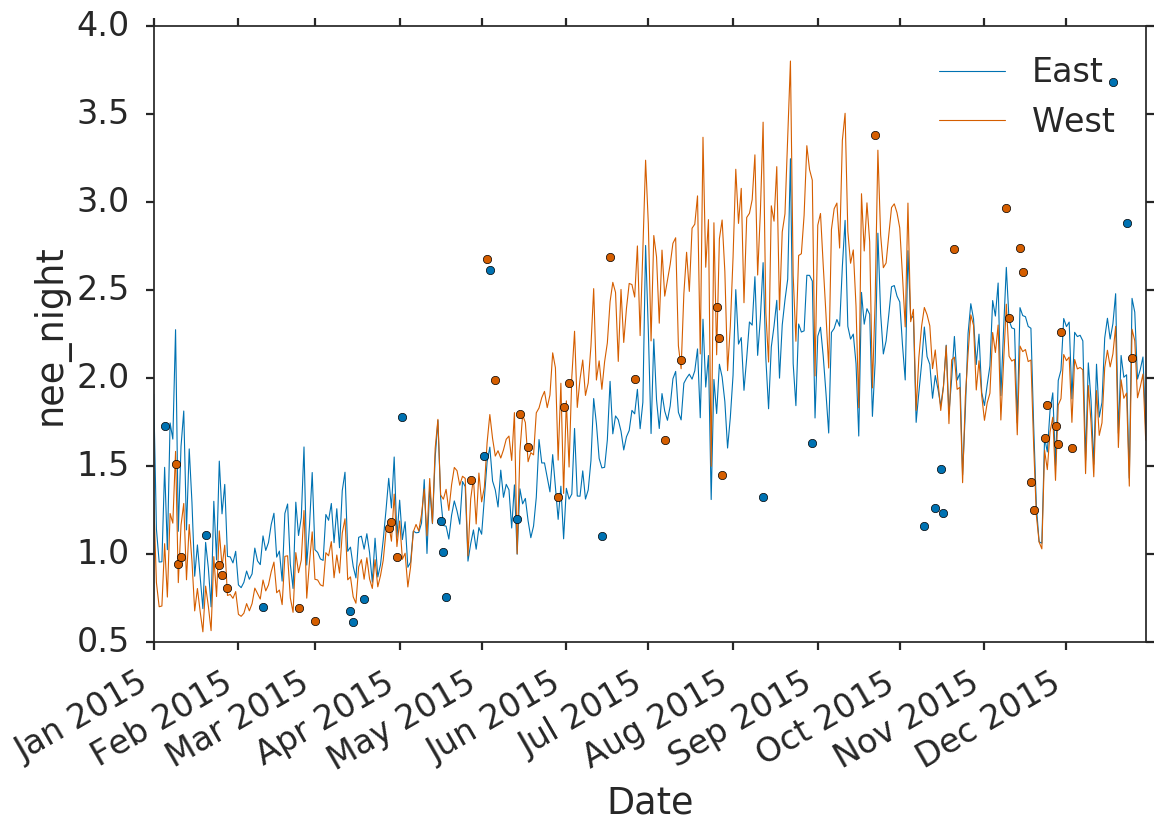 4.0
3.5
3.0
2.5
2.0
1.5
1.0
0.5
nee_night
East
West
Jan 2015
Feb 2015
Mar 2015
Apr 2015
May 2015
Jun 2015
Jul 2015
Aug 2015
Sep 2015
Oct 2015
Nov 2015
Dec 2015
Date